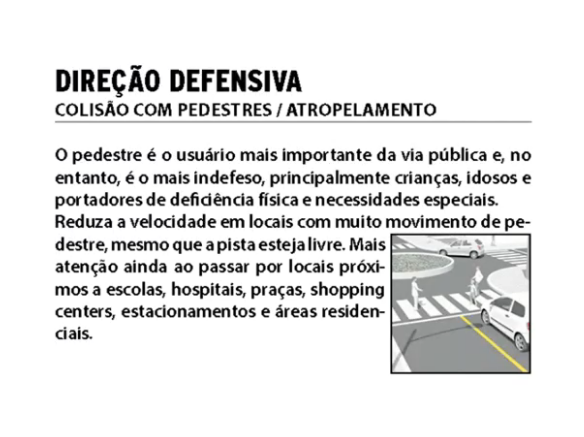 DIREÇÃO DEFENSIVA
COLISÃO COM PEDESTRES / ATROPELAMENTO
O pedestre é o usuário mais importante da via pública e, no
entanto, é o mais indefeso, principalmente crianças, idosos e
portadores de deficiência física e necessidades especiais.
Reduza a velocidade em locais com muito movimento de pe-
destre, mesmo que a pista esteja livre. Mais
atenção ainda ao passar por locais próxi-
mos a escolas, hospitais, praças, shopping
centers, estacionamentos e áreas residen-
ciais.